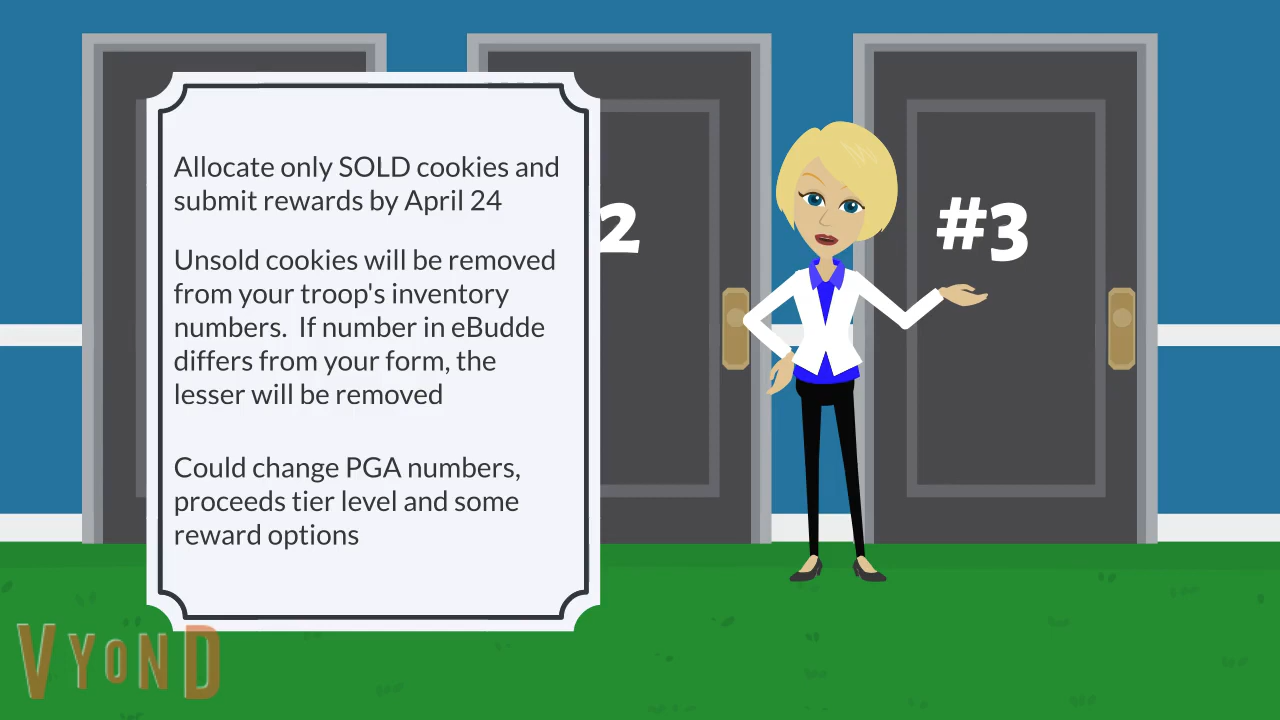 Allocate only SOLD cookies and
submit rewards by April 24
Unsold cookies will be removed
from your troop's inventory
numbers.  If number in eBudde
differs from your form, the
lesser will be removed
Could change PGA numbers,
proceeds tier level and some
reward options
2
#3
VYOND